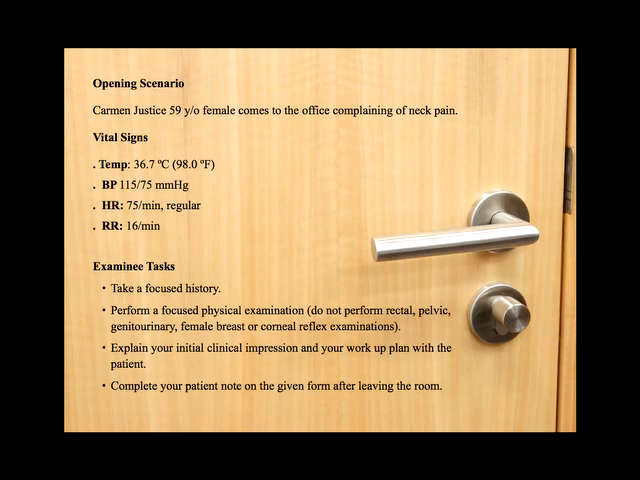 Opening Scenario
Carmen Justice 59 y/o female comes to the office complaining of neck pain.
Vital Signs
. Temp: 36.7 ºC (98.0 ºF)
. BP 115/75 mmHg
. HR: 75/min, regular
. RR: 16/min
Examinee Tasks
• Take a focused history.
• Perform a focused physical examination (do not perform rectal, pelvic,
genitourinary, female breast or corneal reflex examinations).
• Explain your initial clinical impression and your work up plan with the
patient.
• Complete your patient note on the given form after leaving the room.